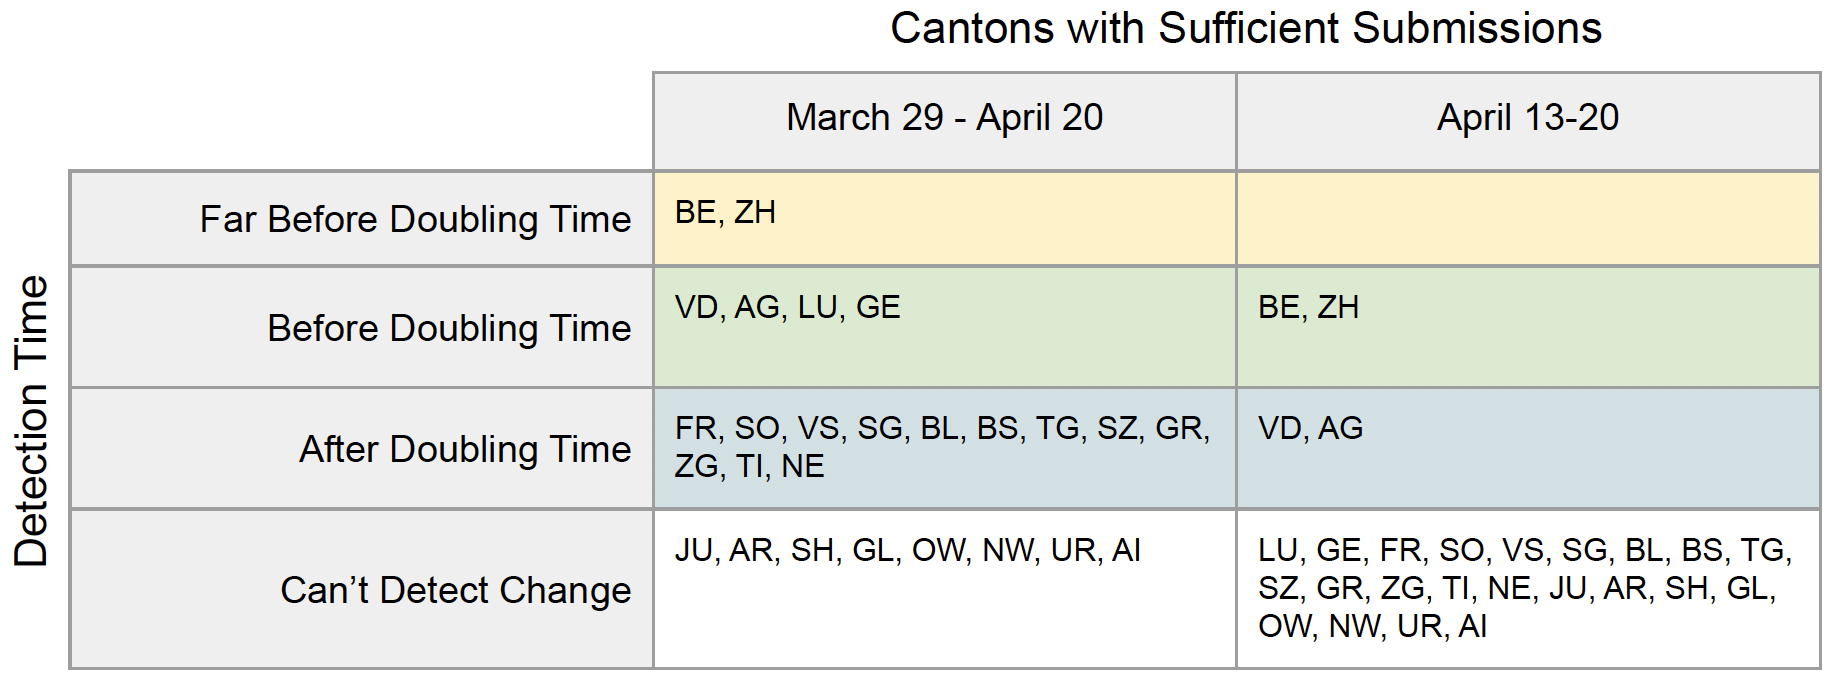 Cantons with Sufficient Submissions
March 29 - April 20
April 13-20
Detection Time
Far Before Doubling Time
BE, ZH
Before Doubling Time
VD, AG, LU, GE
BE, ZH
After Doubling Time
FR, SO, VS, SG, BL, BS, TG, SZ, GR,
ZG, TI, NE
VD, AG
Can’t Detect Change
JU, AR, SH, GL, OW, NW, UR, AI
LU, GE, FR, SO, VS, SG, BL, BS, TG,
SZ, GR, ZG, TI, NE, JU, AR, SH, GL,
OW, NW, UR, AI